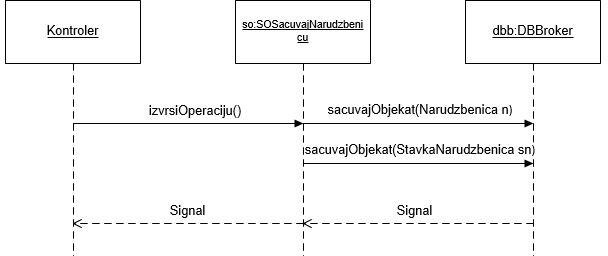 Kontroler
so:SOSacuvajNarudzbeni
cu
dbb:DBBroker
izvrsiOperaciju()
sacuvajObjekat(Narudzbenica n)
sacuvajObjekat(StavkaNarudzbenica sn)
Signal
Signal